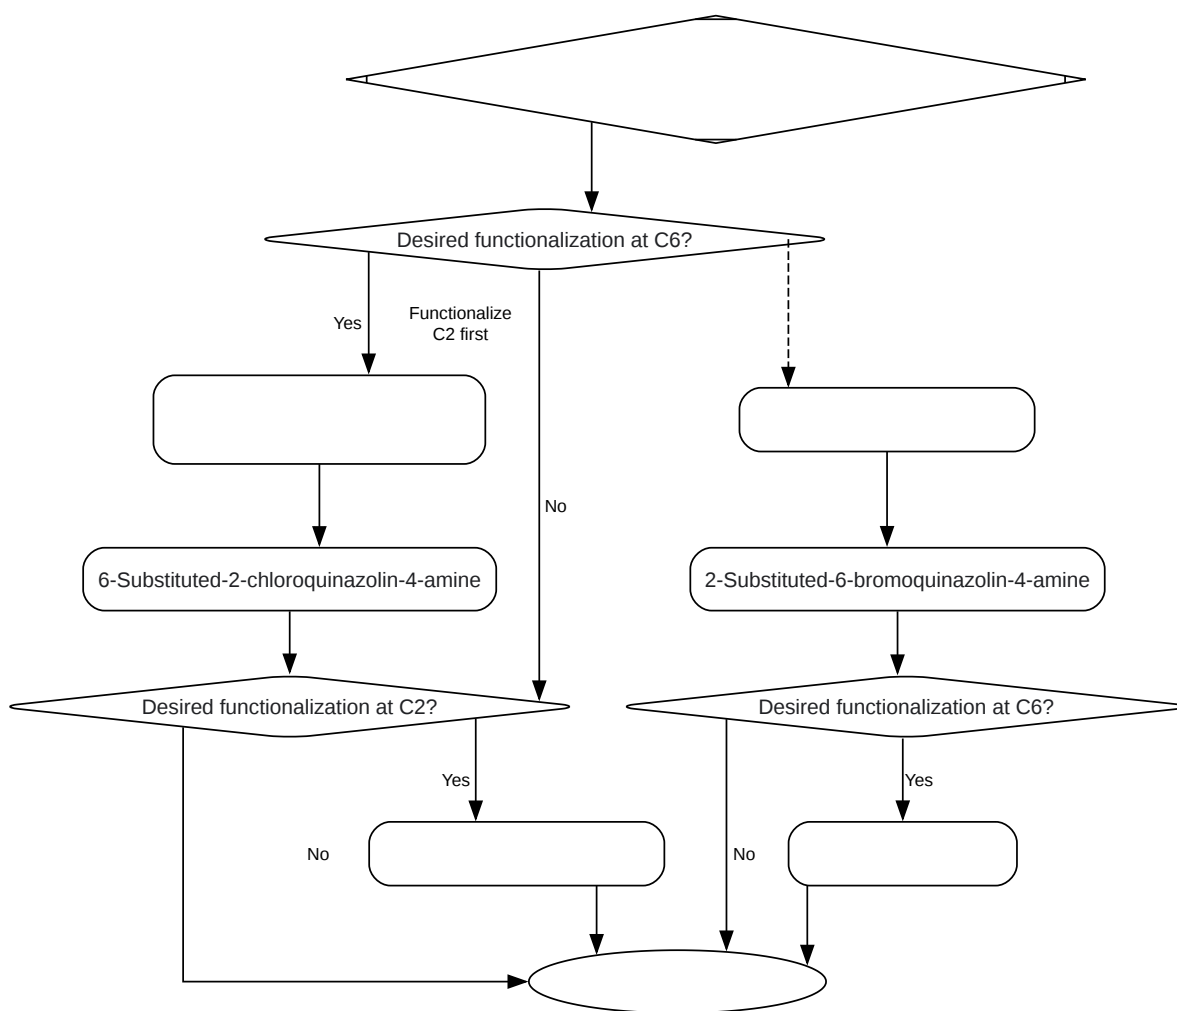 Desired functionalization at C6?
Yes
Functionalize
C2 first
No
6-Substituted-2-chloroquinazolin-4-amine
2-Substituted-6-bromoquinazolin-4-amine
Desired functionalization at C2?
Desired functionalization at C6?
Yes
Yes
No
No